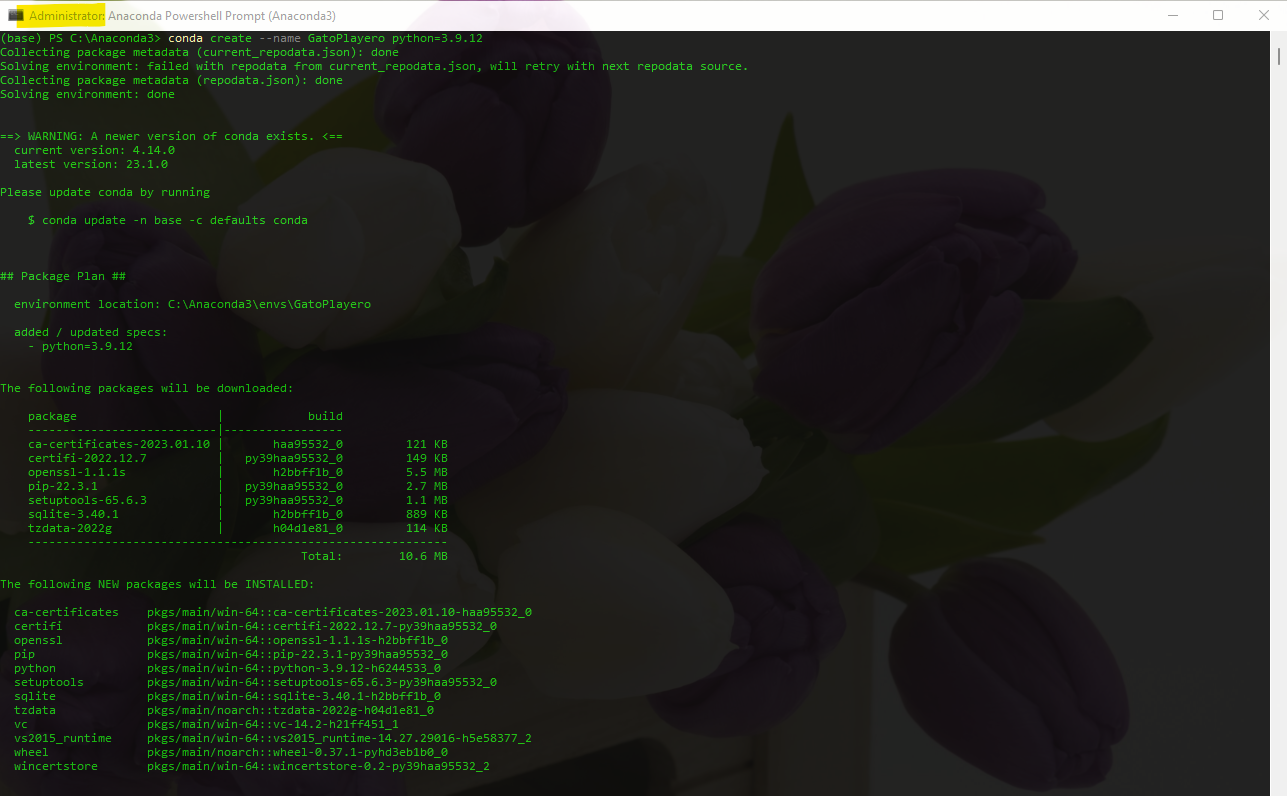 Administrator: Anaconda Powershell Prompt (Anaconda3)
(base) PS C:\Anaconda3> conda create --name GatoPlayero python=3.9.12
Collecting package metadata (current_repodata.json): done
Solving environment: failed with repodata from current_repodata.json, will retry with next repodata source.
Collecting package metadata (repodata.json): done
Solving environment: done
==> WARNING: A newer version of conda exists. <==
current version: 4.14.0
latest version: 23.1.0
Please update conda by running
$ conda update -n base -c defaults conda
## Package Plan ##
environment location: C:\Anaconda3\envs\GatoPlayero
added / updated specs:
- python=3.9.12
The following packages will be downloaded:
package | build
---------------------------|-----------------
ca-certificates-2023.01.10 | haa95532_0 121 KB
certifi-2022.12.7 | py39haa95532_0 149 KB
openssl-1.1.1s | h2bbff1b_0 5.5 MB
pip-22.3.1 | py39haa95532_0 2.7 MB
setuptools-65.6.3 | py39haa95532_0 1.1 MB
sqlite-3.40.1 | h2bbff1b_0 889 KB
tzdata-2022g | h04d1e81_0 114 KB
------------------------------------------------------------
Total: 10.6 MB
The following NEW packages will be INSTALLED:
ca-certificates pkgs/main/win-64::ca-certificates-2023.01.10-haa95532_0
certifi pkgs/main/win-64::certifi-2022.12.7-py39haa95532_0
openssl pkgs/main/win-64::openssl-1.1.1s-h2bbff1b_0
pip pkgs/main/win-64::pip-22.3.1-py39haa95532_0
python pkgs/main/win-64::python-3.9.12-h6244533_0
setuptools pkgs/main/win-64::setuptools-65.6.3-py39haa95532_0
sqlite pkgs/main/win-64::sqlite-3.40.1-h2bbff1b_0
tzdata pkgs/main/noarch::tzdata-2022g-h04d1e81_0
vc pkgs/main/win-64::vc-14.2-h21ff451_1
vs2015_runtime pkgs/main/win-64::vs2015_runtime-14.27.29016-h5e58377_2
wheel pkgs/main/noarch::wheel-0.37.1-pyhd3eb1b0_0
wincertstore pkgs/main/win-64::wincertstore-0.2-py39haa95532_2